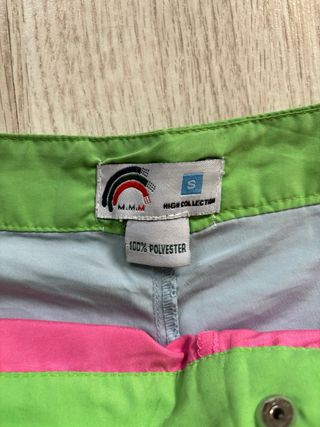 S
M.M.M
HIGH COLLECTION
100% POLYESTER